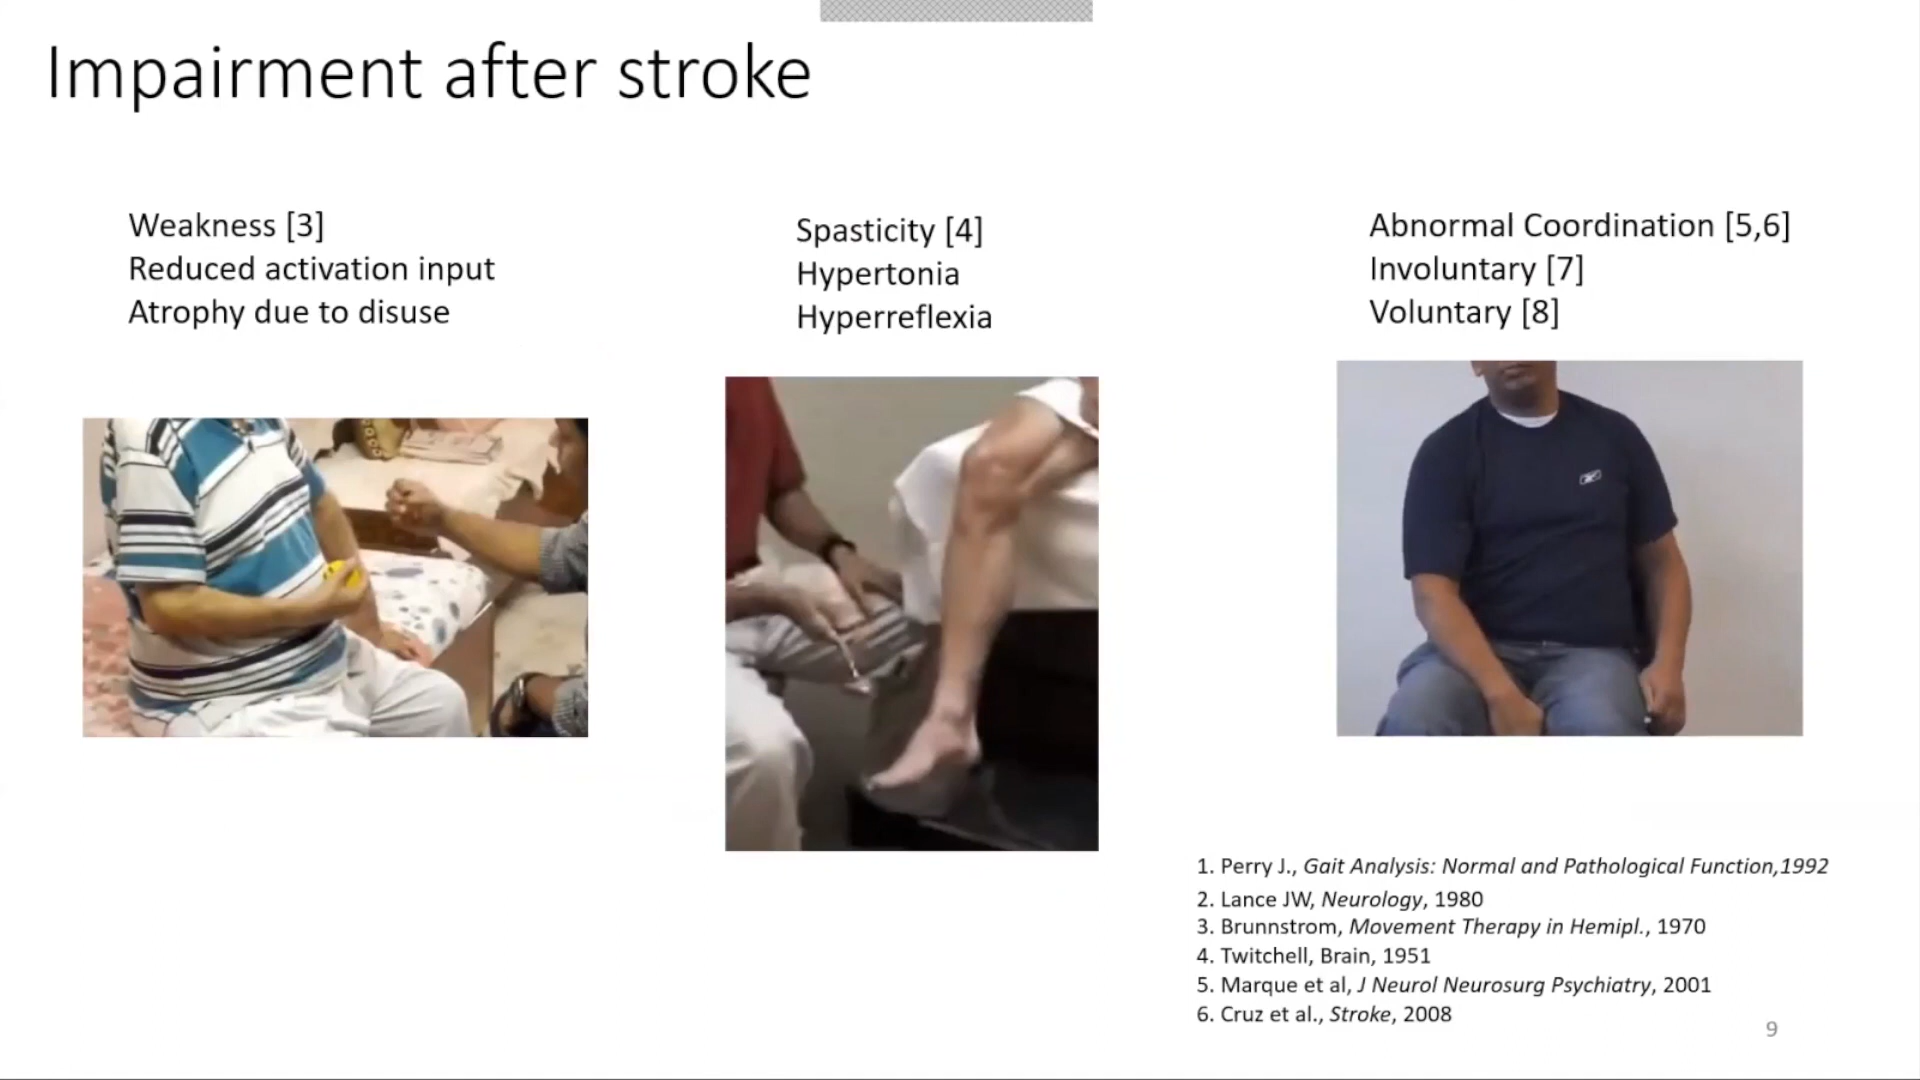 Impairment after stroke
Weakness [3]
Reduced activation input
Atrophy due to disuse
Spasticity [4]
Hypertonia
Hyperreflexia
Abnormal Coordination [5,6]
Involuntary [7]
Voluntary [8]
1. Perry J., Gait Analysis: Normal and Pathological Function,1992
2. Lance JW, Neurology, 1980
3. Brunnstrom, Movement Therapy in Hemipl., 1970
4. Twitchell, Brain, 1951
5. Marque et al, J Neurol Neurosurg Psychiatry, 2001
6. Cruz et al., Stroke, 2008
9